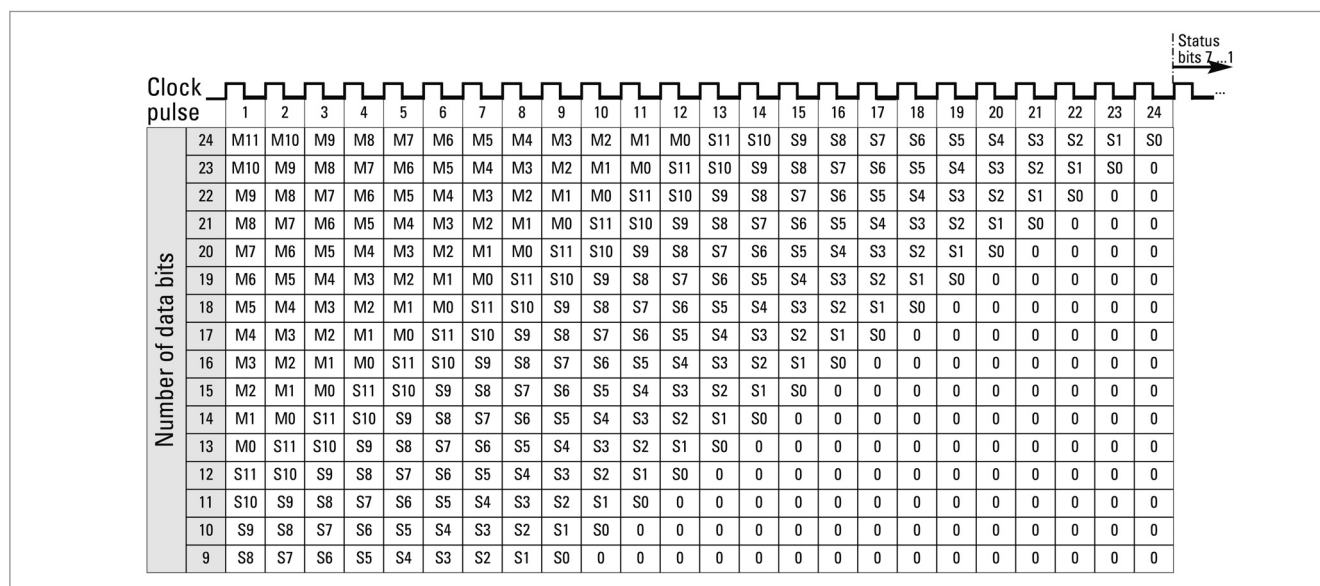 Status
bits 7...1
Clock
pulse
...
1 2 3 4 5 6 7 8 9 10 11 12 13 14 15 16 17 18 19 20 21 22 23 24
Number of data bits
24 M11 M10 M9 M8 M7 M6 M5 M4 M3 M2 M1 M0 S11 S10 S9 S8 S7 S6 S5 S4 S3 S2 S1 S0
23 M10 M9 M8 M7 M6 M5 M4 M3 M2 M1 M0 S11 S10 S9 S8 S7 S6 S5 S4 S3 S2 S1 S0 0
22 M9 M8 M7 M6 M5 M4 M3 M2 M1 M0 S11 S10 S9 S8 S7 S6 S5 S4 S3 S2 S1 S0 0 0
21 M8 M7 M6 M5 M4 M3 M2 M1 M0 S11 S10 S9 S8 S7 S6 S5 S4 S3 S2 S1 S0 0 0 0
20 M7 M6 M5 M4 M3 M2 M1 M0 S11 S10 S9 S8 S7 S6 S5 S4 S3 S2 S1 S0 0 0 0 0
19 M6 M5 M4 M3 M2 M1 M0 S11 S10 S9 S8 S7 S6 S5 S4 S3 S2 S1 S0 0 0 0 0 0
18 M5 M4 M3 M2 M1 M0 S11 S10 S9 S8 S7 S6 S5 S4 S3 S2 S1 S0 0 0 0 0 0 0
17 M4 M3 M2 M1 M0 S11 S10 S9 S8 S7 S6 S5 S4 S3 S2 S1 S0 0 0 0 0 0 0 0
16 M3 M2 M1 M0 S11 S10 S9 S8 S7 S6 S5 S4 S3 S2 S1 S0 0 0 0 0 0 0 0 0
15 M2 M1 M0 S11 S10 S9 S8 S7 S6 S5 S4 S3 S2 S1 S0 0 0 0 0 0 0 0 0 0
14 M1 M0 S11 S10 S9 S8 S7 S6 S5 S4 S3 S2 S1 S0 0 0 0 0 0 0 0 0 0 0
13 M0 S11 S10 S9 S8 S7 S6 S5 S4 S3 S2 S1 S0 0 0 0 0 0 0 0 0 0 0 0
12 S11 S10 S9 S8 S7 S6 S5 S4 S3 S2 S1 S0 0 0 0 0 0 0 0 0 0 0 0 0
11 S10 S9 S8 S7 S6 S5 S4 S3 S2 S1 S0 0 0 0 0 0 0 0 0 0 0 0 0 0
10 S9 S8 S7 S6 S5 S4 S3 S2 S1 S0 0 0 0 0 0 0 0 0 0 0 0 0 0 0
9 S8 S7 S6 S5 S4 S3 S2 S1 S0 0 0 0 0 0 0 0 0 0 0 0 0 0 0 0